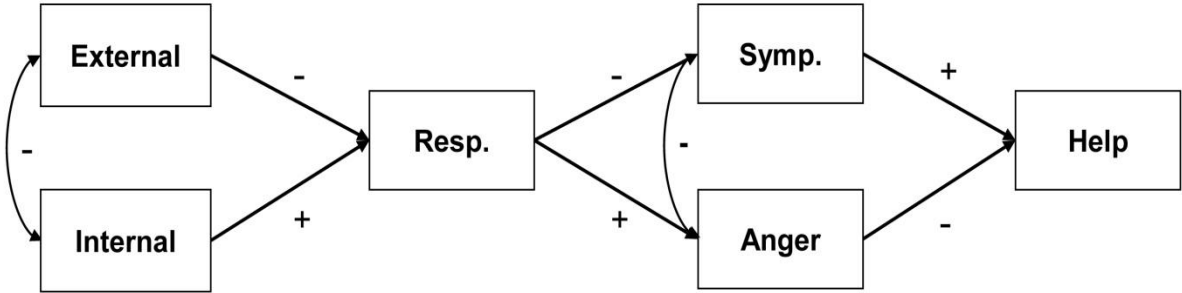 External
-
Internal
-
+
Resp.
-
+
Symp.
-
Anger
+
-
Help